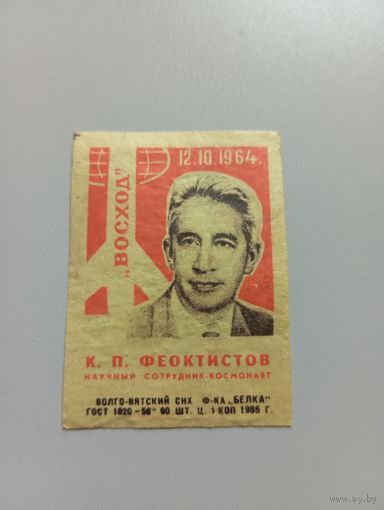 12.10.1964.
„ВОСХОД"
К. П. ФЕОКТИСТОВ
НАУЧНЫЙ СОТРУДНИК-КОСМОНАВТ
ВОЛГО-ВЯТСКИЙ СНХ Ф-КА „БЕЛКА"
ГОСТ 1820-56* 60 ШТ. Ц. 1 КОП 1965 Г.
www.ay.by